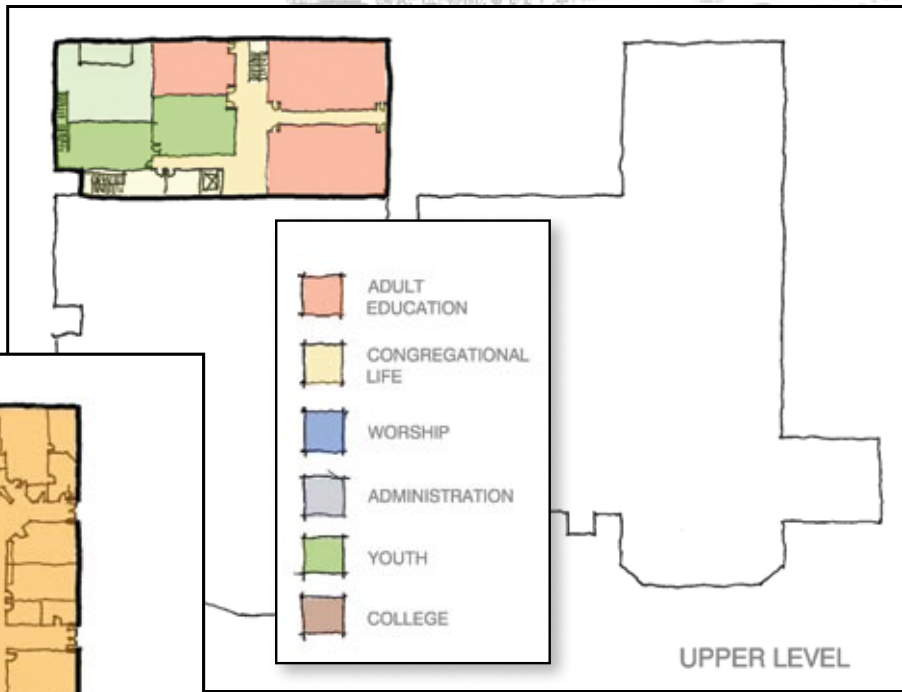 ADULT
EDUCATION
CONGREGATIONAL
LIFE
WORSHIP
ADMINISTRATION
YOUTH
COLLEGE
UPPER LEVEL